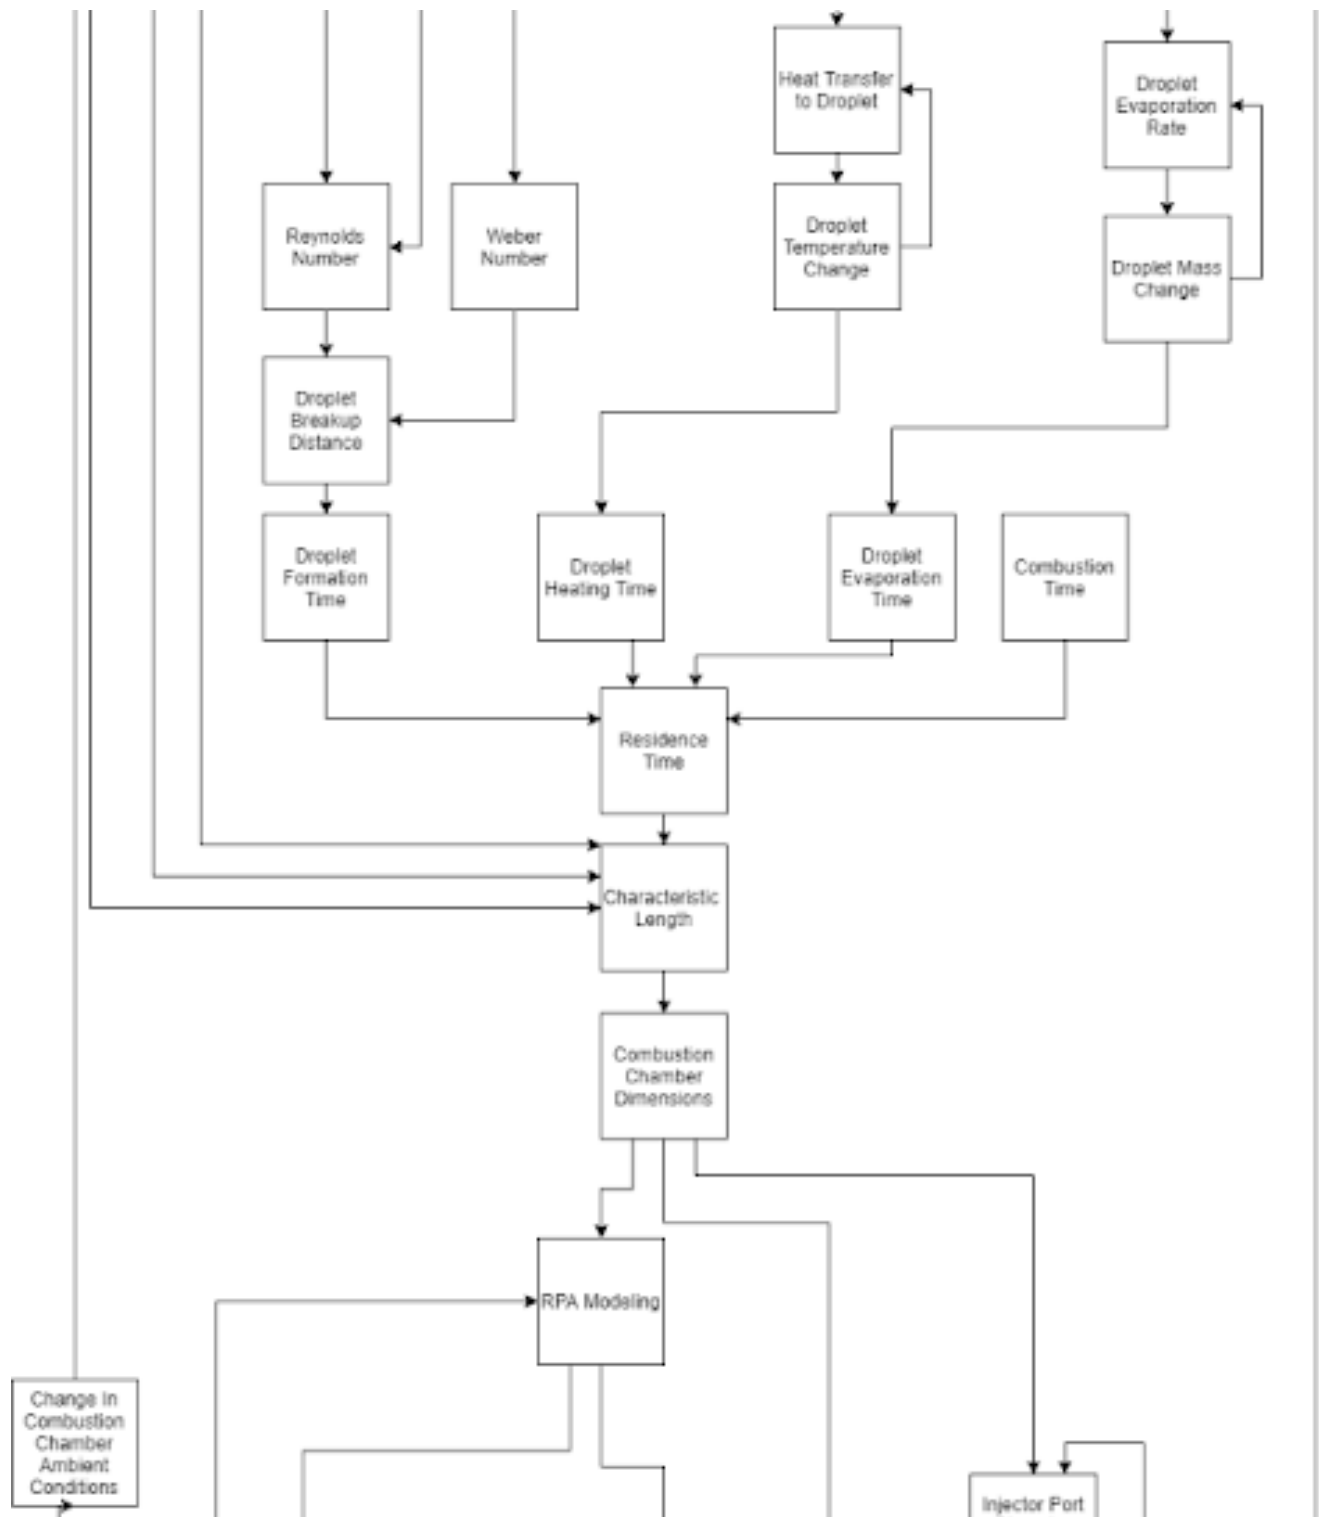 Heat Transfer
to Droplet
Droplet
Evaporation
Rate
Reynolds
Number
Weber
Number
Droplet
Temperature
Change
Droplet Mass
Change
Droplet
Breakup
Distance
Droplet
Formation
Time
Droplet
Heating Time
Droplet
Evaporation
Time
Combustion
Time
Residence
Time
Characteristic
Length
Combustion
Chamber
Dimensions
RPA Modeling
Change In
Combustion
Chamber
Ambient
Conditions
Injector Port